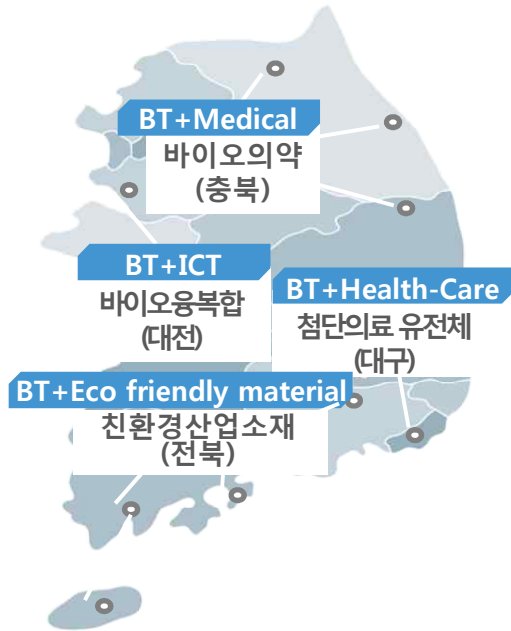 BT+Medical
바이오의약
(충북)
BT+ICT
바이오융복합
(대전)
BT+Health-Care
첨단의료 유전체
(대구)
BT+Eco friendly material
친환경산업소재
(전북)